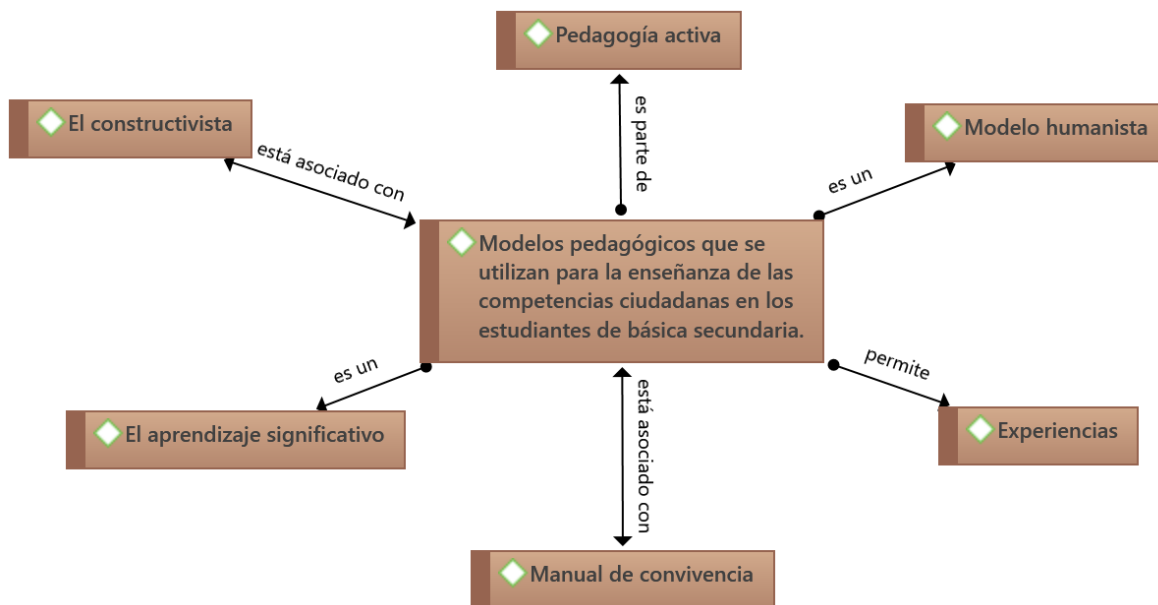 Pedagogía activa
El constructivista
Modelo humanista
está asociado con
es parte de
es un
Modelos pedagógicos que se
utilizan para la enseñanza de las
competencias ciudadanas en los
estudiantes de básica secundaria.
es un
permite
El aprendizaje significativo
está asociado con
Experiencias
Manual de convivencia